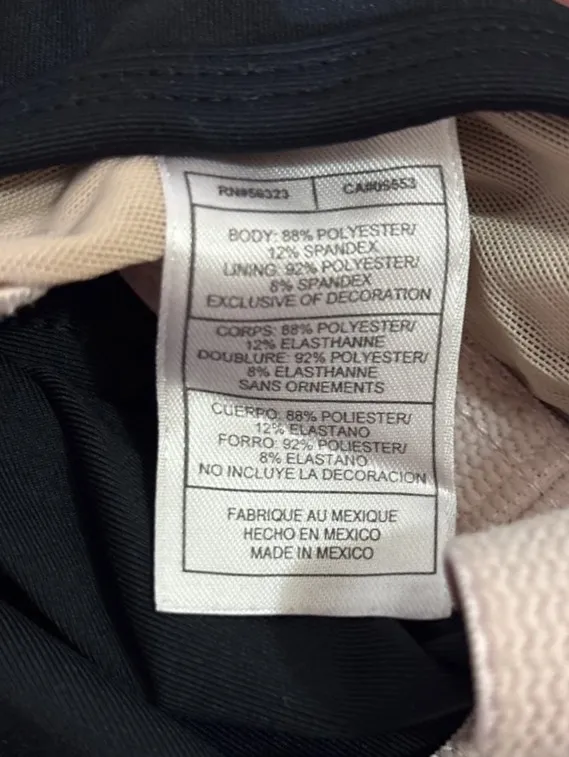 RN#56323 CA#05553
BODY: 88% POLYESTER/
12% SPANDEX
LINING: 92% POLYESTER/
8% SPANDEX
EXCLUSIVE OF DECORATION
CORPS: 88% POLYESTER/
12% ELASTHANNE
DOUBLURE: 92% POLYESTER/
8% ELASTHANNE
SANS ORNEMENTS
CUERPO: 88% POLIESTER/
12% ELASTANO
FORRO: 92% POLIESTER/
8% ELASTANO
NO INCLUYE LA DECORACION
FABRIQUE AU MEXIQUE
HECHO EN MEXICO
MADE IN MEXICO